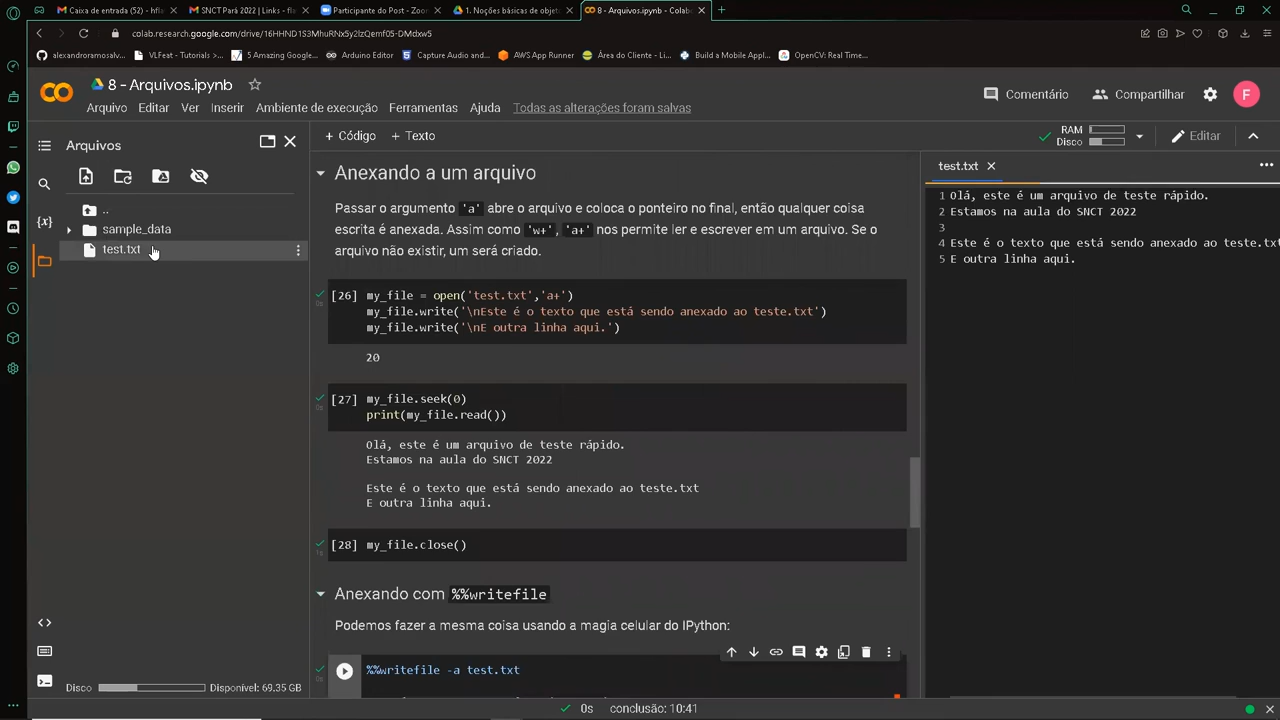 Caixa de entrada (52) - hfl
SNCT Pará 2022 | Links - fla
Participante do Post - Zoom
1. Noções básicas de objeto
8 - Arquivos.ipynb - Colabo
colab.research.google.com/drive/16HHND1S3MhuRNx5y2IzQemf05-DMdxw5
alexandroramosalv...
VLFeat - Tutorials >...
5 Amazing Google...
Arduino Editor
Capture Audio and...
AWS App Runner
Área do Cliente - G...
Build a Mobile Appl...
OpenCV: Real Time...
8 - Arquivos.ipynb
Comentário
Compartilhar
F
Arquivo Editar Ver Inserir Ambiente de execução Ferramentas Ajuda Todas as alterações foram salvas
Arquivos
+ Código + Texto
RAM
Disco
Editar
..
sample_data
test.txt
Anexando a um arquivo
Passar o argumento 'a' abre o arquivo e coloca o ponteiro no final, então qualquer coisa
escrita é anexada. Assim como 'w+', 'a+' nos permite ler e escrever em um arquivo. Se o
arquivo não existir, um será criado.
[26] my_file = open('test.txt','a+')
my_file.write('\nEste é o texto que está sendo anexado ao teste.txt')
my_file.write('\nE outra linha aqui.')
0s
20
[27] my_file.seek(0)
print(my_file.read())
0s
Olá, este é um arquivo de teste rápido.
Estamos na aula do SNCT 2022
Este é o texto que está sendo anexado ao teste.txt
E outra linha aqui.
[28] my_file.close()
1s
Anexando com %%writefile
Podemos fazer a mesma coisa usando a magia celular do IPython:
%%writefile -a test.txt
0s
test.txt
1 Olá, este é um arquivo de teste rápido.
2 Estamos na aula do SNCT 2022
3
4 Este é o texto que está sendo anexado ao teste.tx
5 E outra linha aqui.
Disco
Disponível: 69.35 GB
0s conclusão: 10:41